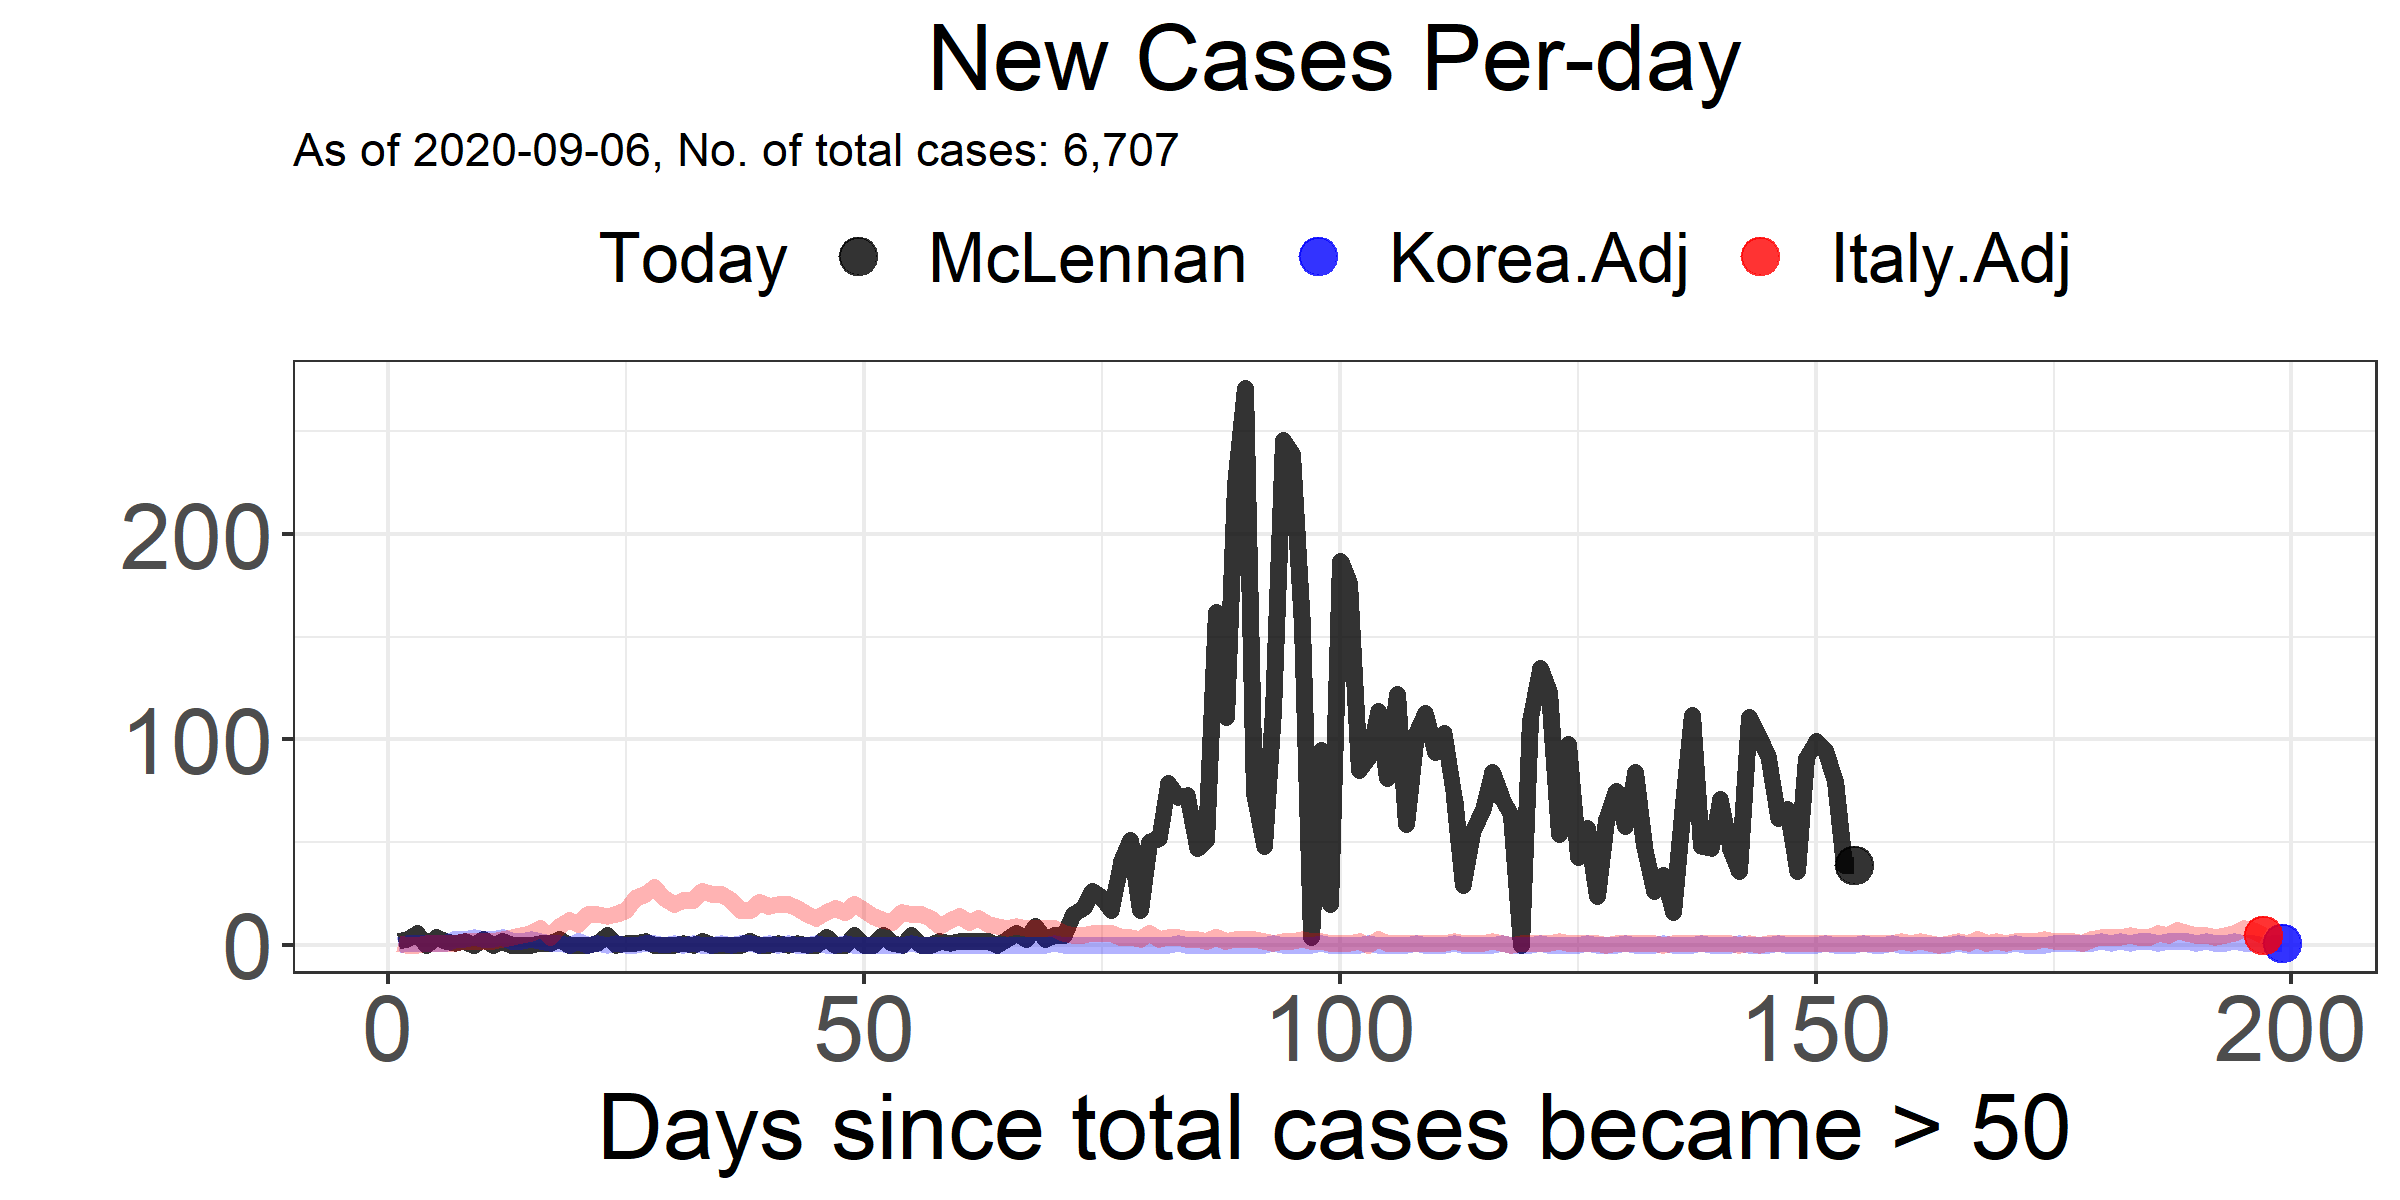 New Cases Per-day
As of 2020-09-06, No. of total cases: 6,707
Today McLennan Korea.Adj Italy.Adj
200
100
0
0 50 100 150 200
Days since total cases became > 50